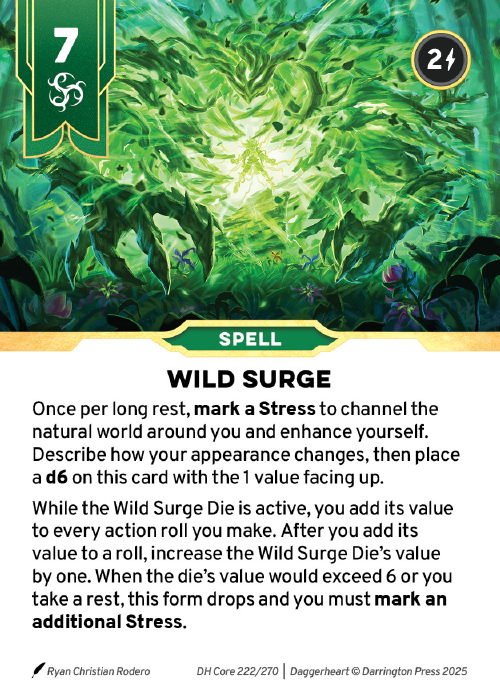 7
2
SPELL
WILD SURGE
Once per long rest, mark a Stress to channel the
natural world around you and enhance yourself.
Describe how your appearance changes, then place
a d6 on this card with the 1 value facing up.
While the Wild Surge Die is active, you add its value
to every action roll you make. After you add its
value to a roll, increase the Wild Surge Die's value
by one. When the die's value would exceed 6 or you
take a rest, this form drops and you must mark an
additional Stress.
Ryan Christian Rodero DH Core 222/270 | Daggerheart © Darrington Press 2025